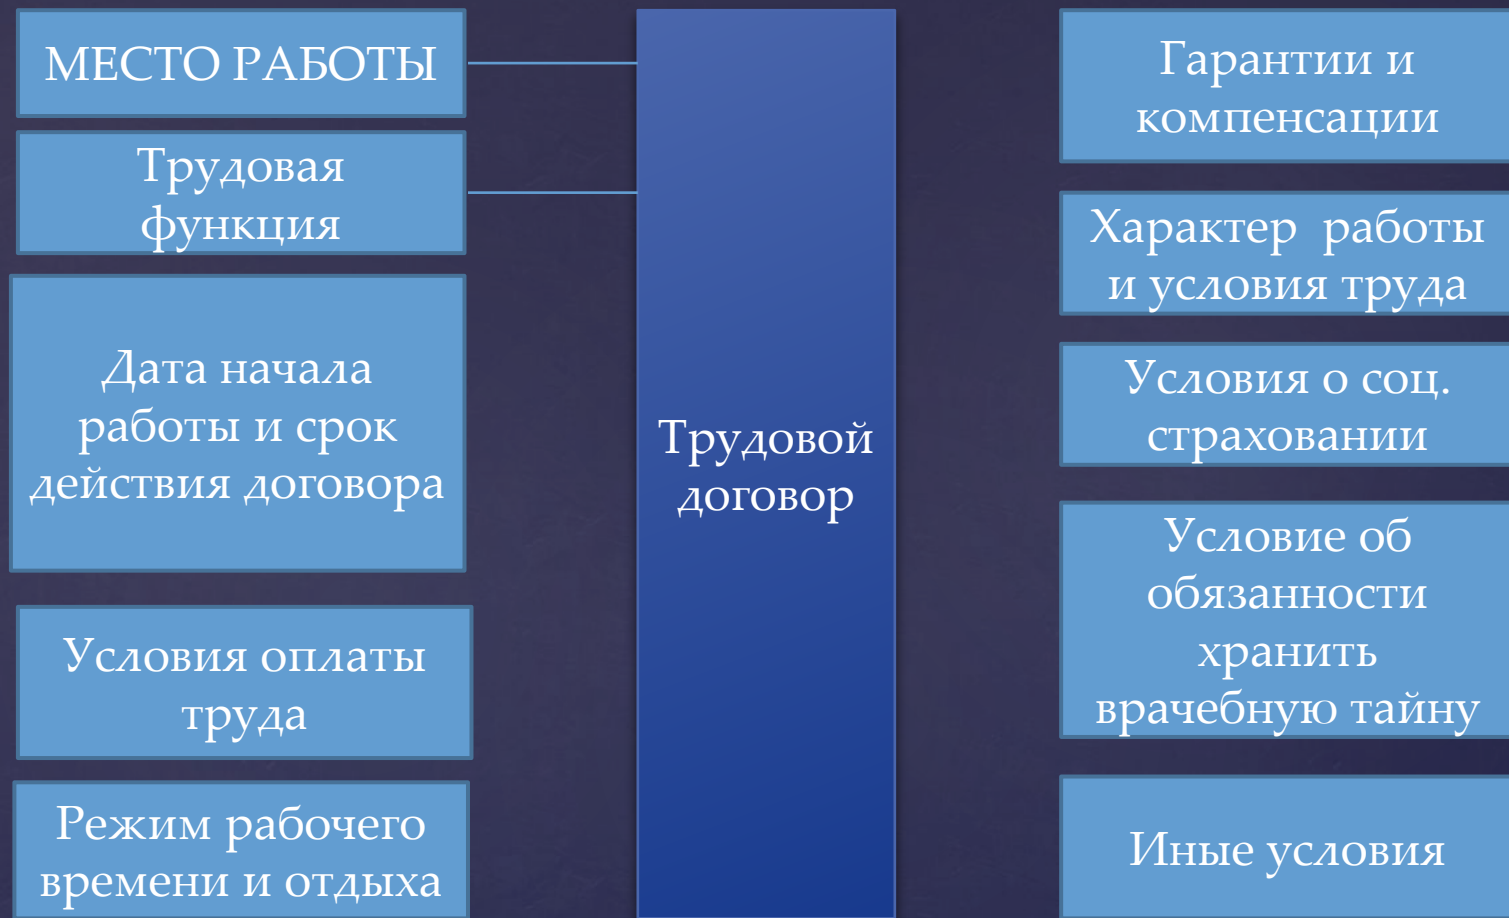 МЕСТО РАБОТЫ
Трудовая
функция
Дата начала
работы и срок
действия договора
Условия оплаты
труда
Режим рабочего
времени и отдыха
Трудовой
договор
Гарантии и
компенсации
Характер  работы
и условия труда
Условия о соц.
страховании
Условие об
обязанности
хранить
врачебную тайну
Иные условия